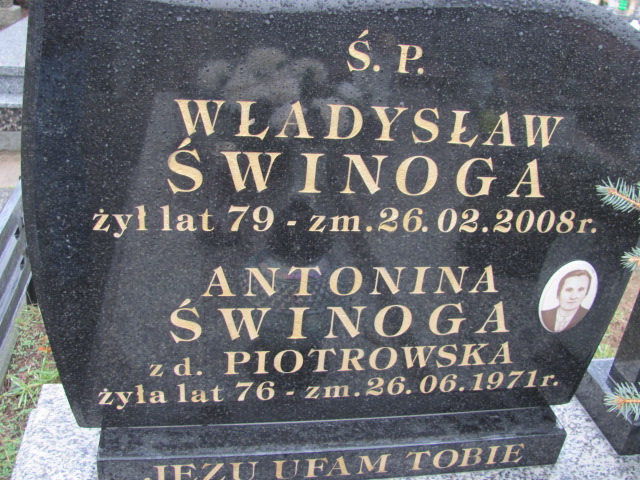 Ś. P.
WŁADYSŁAW
ŚWINOGA
żył lat 79 - zm. 26. 02. 2008 r.
ANTONINA
ŚWINOGA
z d. PIOTROWSKA
żyła lat 76 - zm. 26. 06. 1971 r.
JEZU UFAM TOBIE